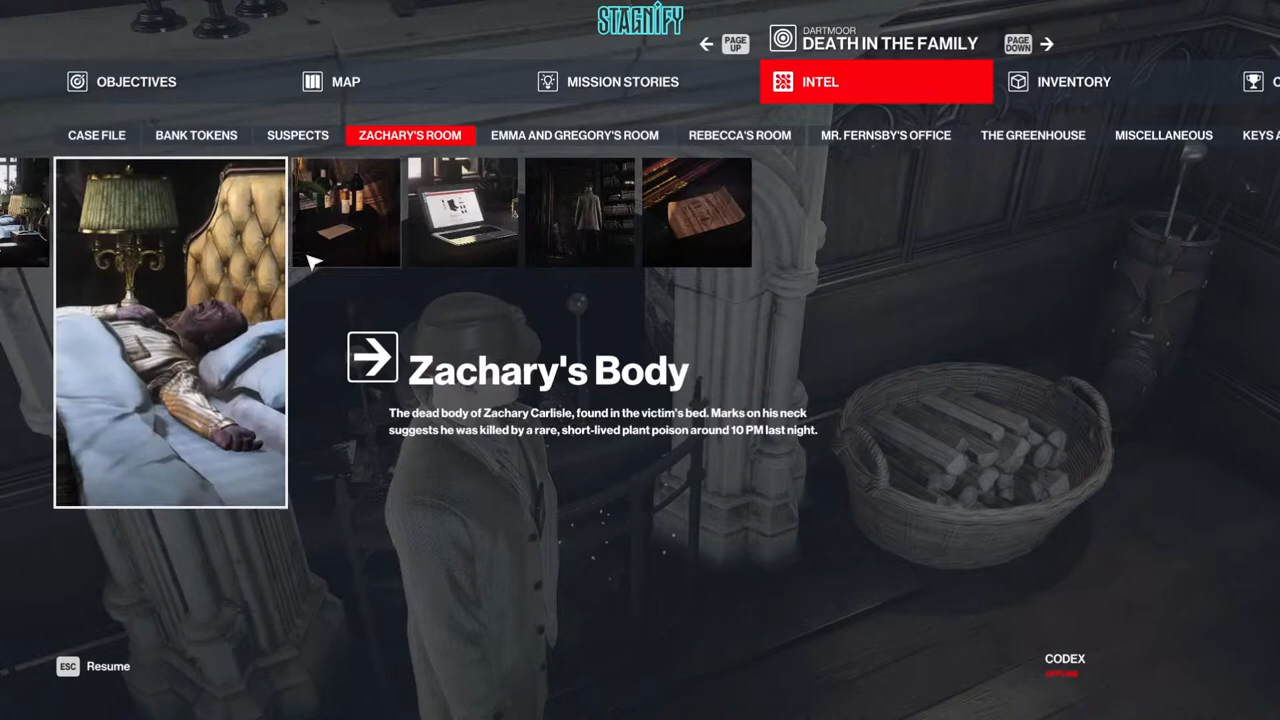 STAGNIFY
PAGE UP
DARTMOOR
DEATH IN THE FAMILY
PAGE DOWN
OBJECTIVES
MAP
MISSION STORIES
INTEL
INVENTORY
C
CASE FILE
BANK TOKENS
SUSPECTS
ZACHARY'S ROOM
EMMA AND GREGORY'S ROOM
REBECCA'S ROOM
MR. FERNSBY'S OFFICE
THE GREENHOUSE
MISCELLANEOUS
KEYS A
Zachary's Body
The dead body of Zachary Carlisle, found in the victim's bed. Marks on his neck
suggests he was killed by a rare, short-lived plant poison around 10 PM last night.
ESC Resume
CODEX
OFFLINE